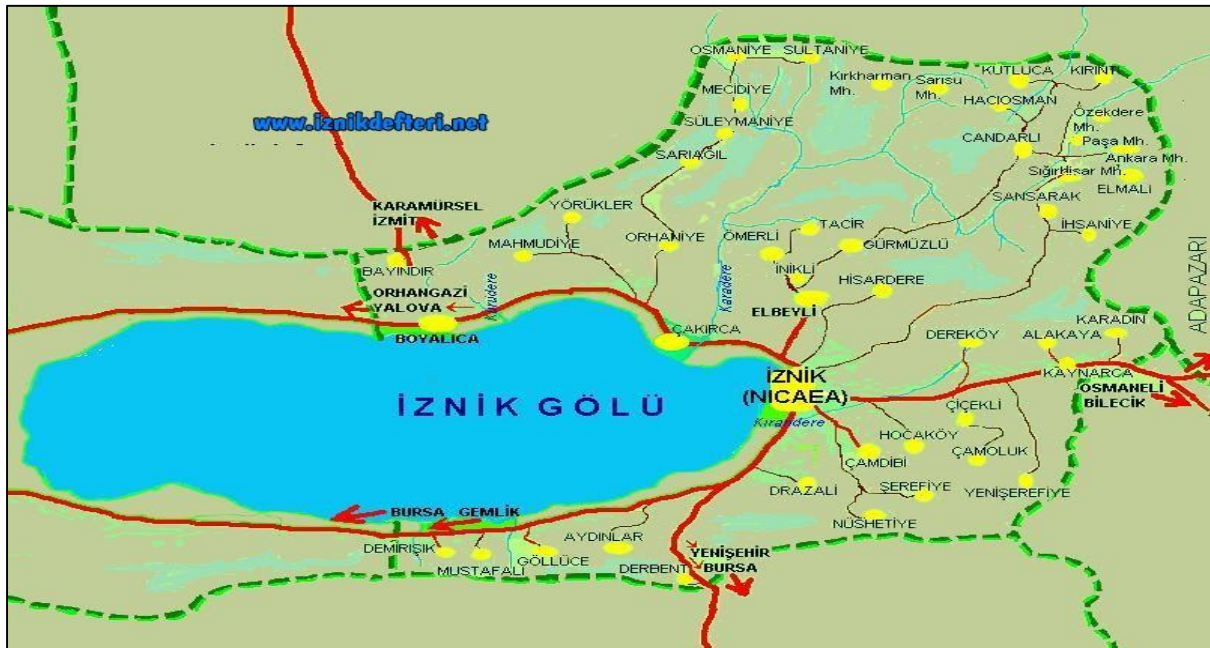 OSMANİYE SULTANİYE
www.iznikdefteri.net
MECİDİYE
Kırkharman
Mh.
Sarısu
Mh.
KUTLUCA
KIRINTI
HACIOSMAN
SÜLEYMANİYE
Özekdere
Mh.
SARIAĞIL
CANDARLI
Paşa Mh.
Ankara Mh.
Sığırhisar Mh.
ELMALI
SANSARAK
KARAMÜRSEL
İZMİT
YÖRÜKLER
TACİR
İHSANİYE
MAHMUDİYE
ORHANİYE
ÖMERLİ
GÜRMÜZLÜ
BAYINDIR
İNİKLİ
HİSARDERE
ORHANGAZİ
YALOVA
Kurudere
Karadere
ELBEYLİ
BOYALICA
ÇAKIRCA
DEREKÖY
ALAKAYA
KARADİN
ADAPAZARI
İZNİK
(NICAEA)
KAYNARCA
OSMANELİ
BİLECİK
İZNİK GÖLÜ
Kırandere
ÇİÇEKLİ
HOCAKÖY
ÇAMDİBİ
ÇAMOLUK
DRAZALİ
ŞEREFİYE
YENİŞEREFİYE
NÜSHETİYE
BURSA GEMLİK
DEMİRIŞIK
MUSTAFALI
GÖLLÜCE
AYDINLAR
DERBENT
YENİŞEHİR
BURSA